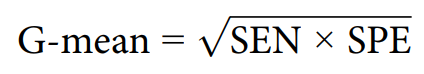 G-mean = √SEN × SPE